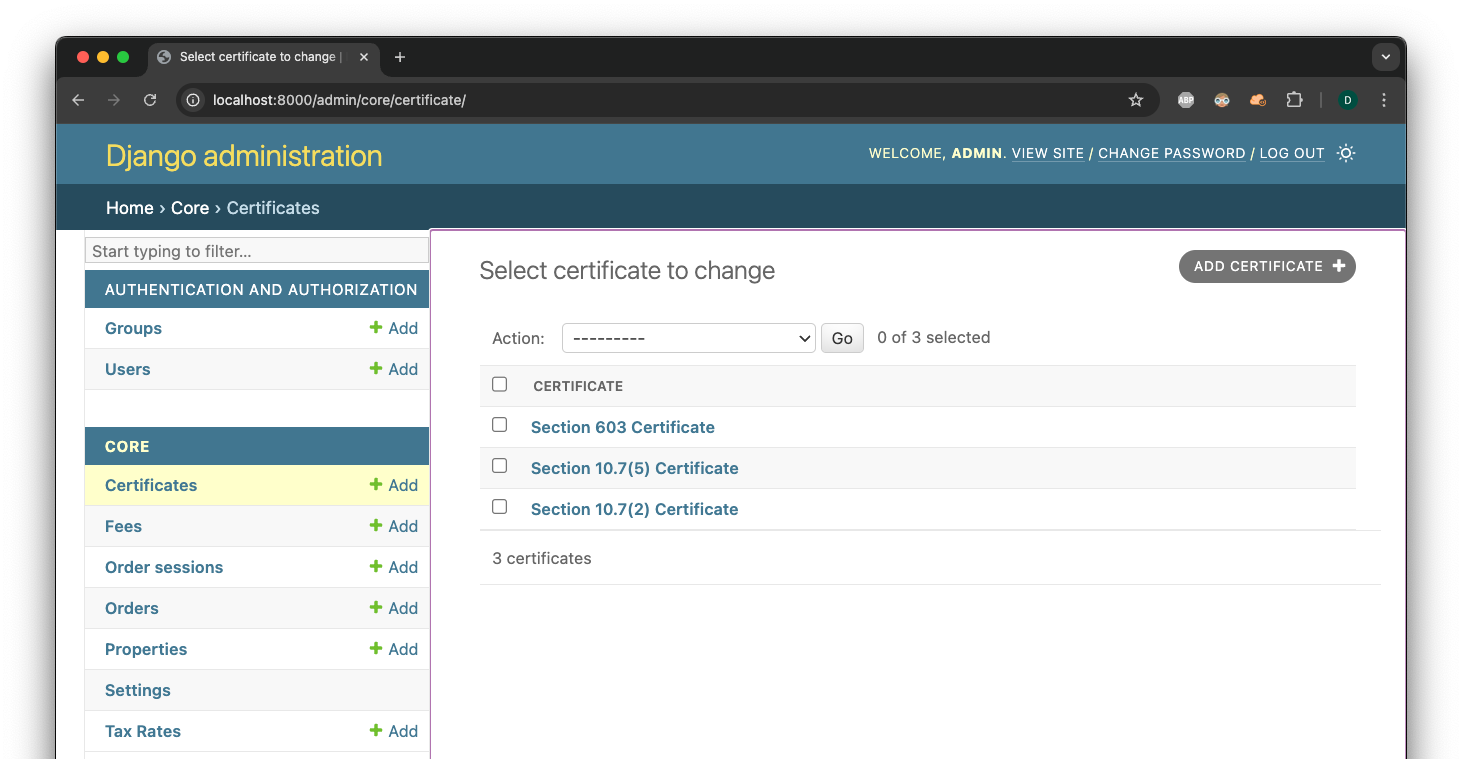 Select certificate to change |
localhost:8000/admin/core/certificate/
ABP
D
Django administration
WELCOME, ADMIN. VIEW SITE / CHANGE PASSWORD / LOG OUT
Home › Core › Certificates
Start typing to filter...
AUTHENTICATION AND AUTHORIZATION
Groups Add
Users Add
CORE
Certificates Add
Fees Add
Order sessions Add
Orders Add
Properties Add
Settings
Tax Rates Add
Select certificate to change
ADD CERTIFICATE
Action: --------- Go 0 of 3 selected
CERTIFICATE
Section 603 Certificate
Section 10.7(5) Certificate
Section 10.7(2) Certificate
3 certificates